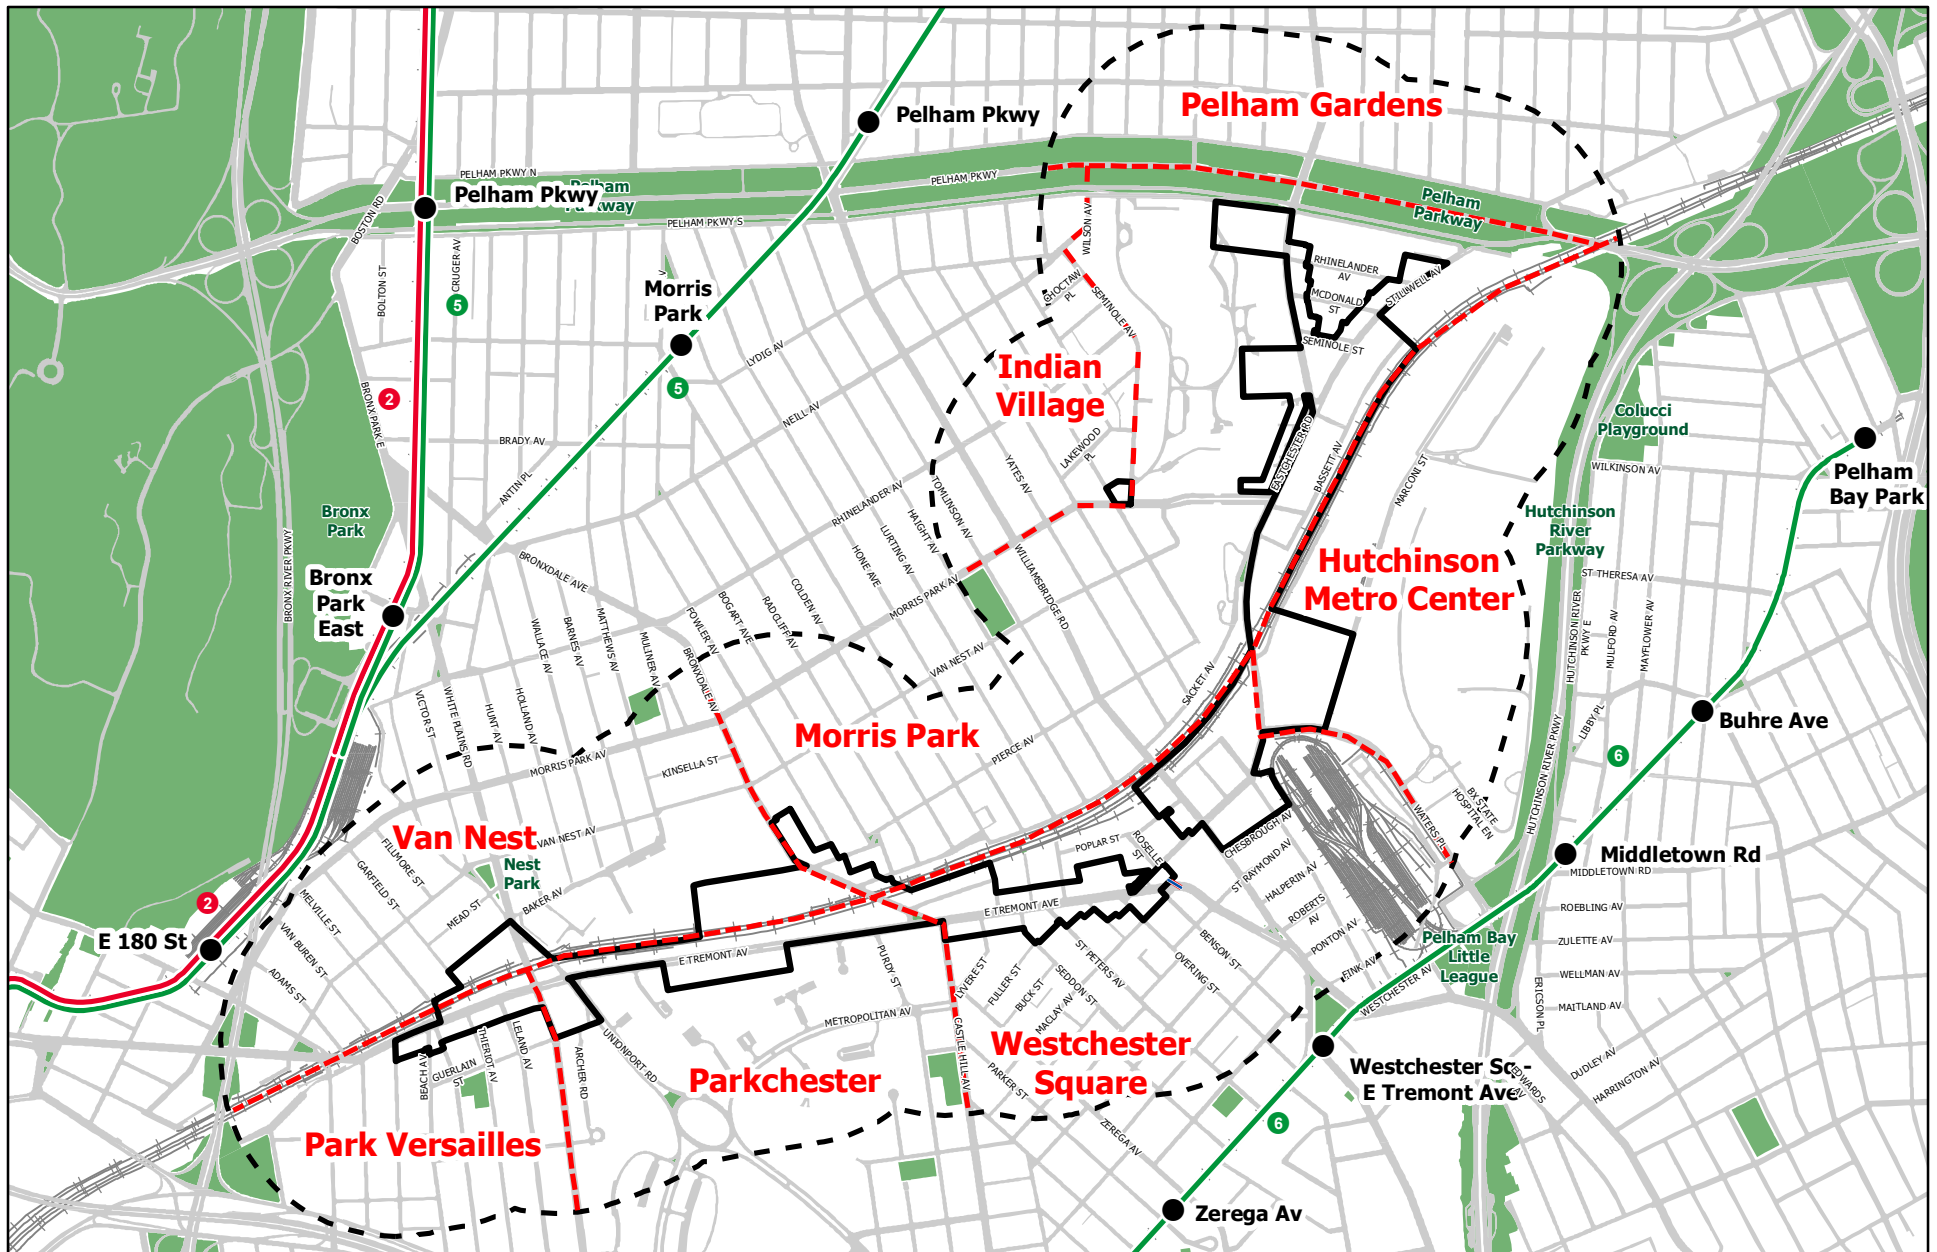 Pelham Gardens
Pelham Pkwy
PELHAM PKWY N
Pelham
Parkway
Pelham Pkwy
PELHAM PKWY
Pelham
Parkway
PELHAM PKWY S
BOSTON RD
WILSON AV
CRUGER AV
BOLTON ST
5
Morris
Park
CHOCTAW
PL
SEMINOLE AV
RHINELANDER
AV
MCDONALD
ST
STILLWELL AV
SEMINOLE ST
LYDIG AV
5
2
BRONX PARK E
Indian
Village
NEILL AV
BRADY AV
ANTIN PL
LAKEWOOD
PL
YATES AV
TOMLINSON AV
RHINELANDER AV
HAIGHT AV
LURTING AV
HONE AVE
EASTCHESTER RD
BASSETT AV
MARCONI ST
Colucci
Playground
WILKINSON AV
Pelham
Bay Park
Hutchinson
River
Parkway
Bronx
Park
BRONX RIVER PKWY
Bronx
Park
East
BRONXDALE AVE
Hutchinson
Metro Center
ST THERESA AV
MORRIS PARK AV
WILLIAMSBRIDGE RD
COLDEN AV
RADCLIFF AV
BOGART AVE
FOWLER AV
BRONXDALE AV
MULINER AV
MATTHEWS AV
BARNES AV
WALLACE AV
HOLLAND AV
HUNT AV
WHITE PLAINS RD
VICTOR ST
VAN NEST AV
SACKET AV
HUTCHINSON RIVER
PKWY E
MULFORD AV
MAYFLOWER AV
LIBBY PL
Buhre Ave
6
Morris Park
PIERCE AV
MORRIS PARK AV
KINSELLA ST
HUTCHINSON RIVER PKWY
BX STATE
HOSPITAL EN
WATERS PL
Van Nest
Nest
Park
VAN NEST AV
FILLMORE ST
GARFIELD ST
MEAD ST
BAKER AV
MELVILLE ST
VAN BUREN ST
ADAMS ST
2
E 180 St
POPLAR ST
ROSELLE
ST
CHESBROUGH AV
ST RAYMOND AV
HALPERIN AV
ROBERTS
AV
PONTON AV
FINK AV
Middletown Rd
MIDDLETOWN RD
ROEBLING AV
ZULETTE AV
WELLMAN AV
MAITLAND AV
ERICSON PL
Pelham Bay
Little
League
WESTCHESTER AV
E TREMONT AVE
E TREMONT AV
PURDY ST
METROPOLITAN AV
LYVERE ST
FULLER ST
BUCK ST
MACLAY AV
SEDDON ST
ST PETERS AV
OVERING ST
BENSON ST
CASTLE HILL AV
PARKER ST
ZEREGA AV
Westchester
Square
Parkchester
UNIONPORT RD
ARCHER RD
LELAND AV
THIERIOT AV
GUERLAIN
ST
BEACH AV
Park Versailles
Westchester Sq -
E Tremont Ave
EDWARDS
AV
DUDLEY AV
HARRINGTON AV
6
Zerega Av